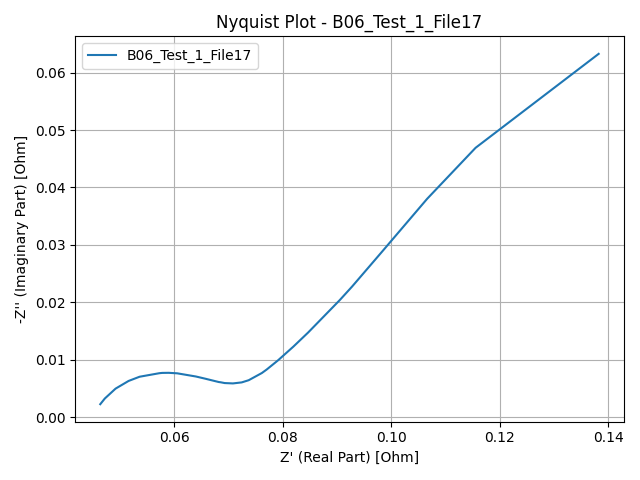 Nyquist Plot - B06_Test_1_File17
B06_Test_1_File17
-Z'' (Imaginary Part) [Ohm]
0.06
0.05
0.04
0.03
0.02
0.01
0.00
0.06 0.08 0.10 0.12 0.14
Z' (Real Part) [Ohm]